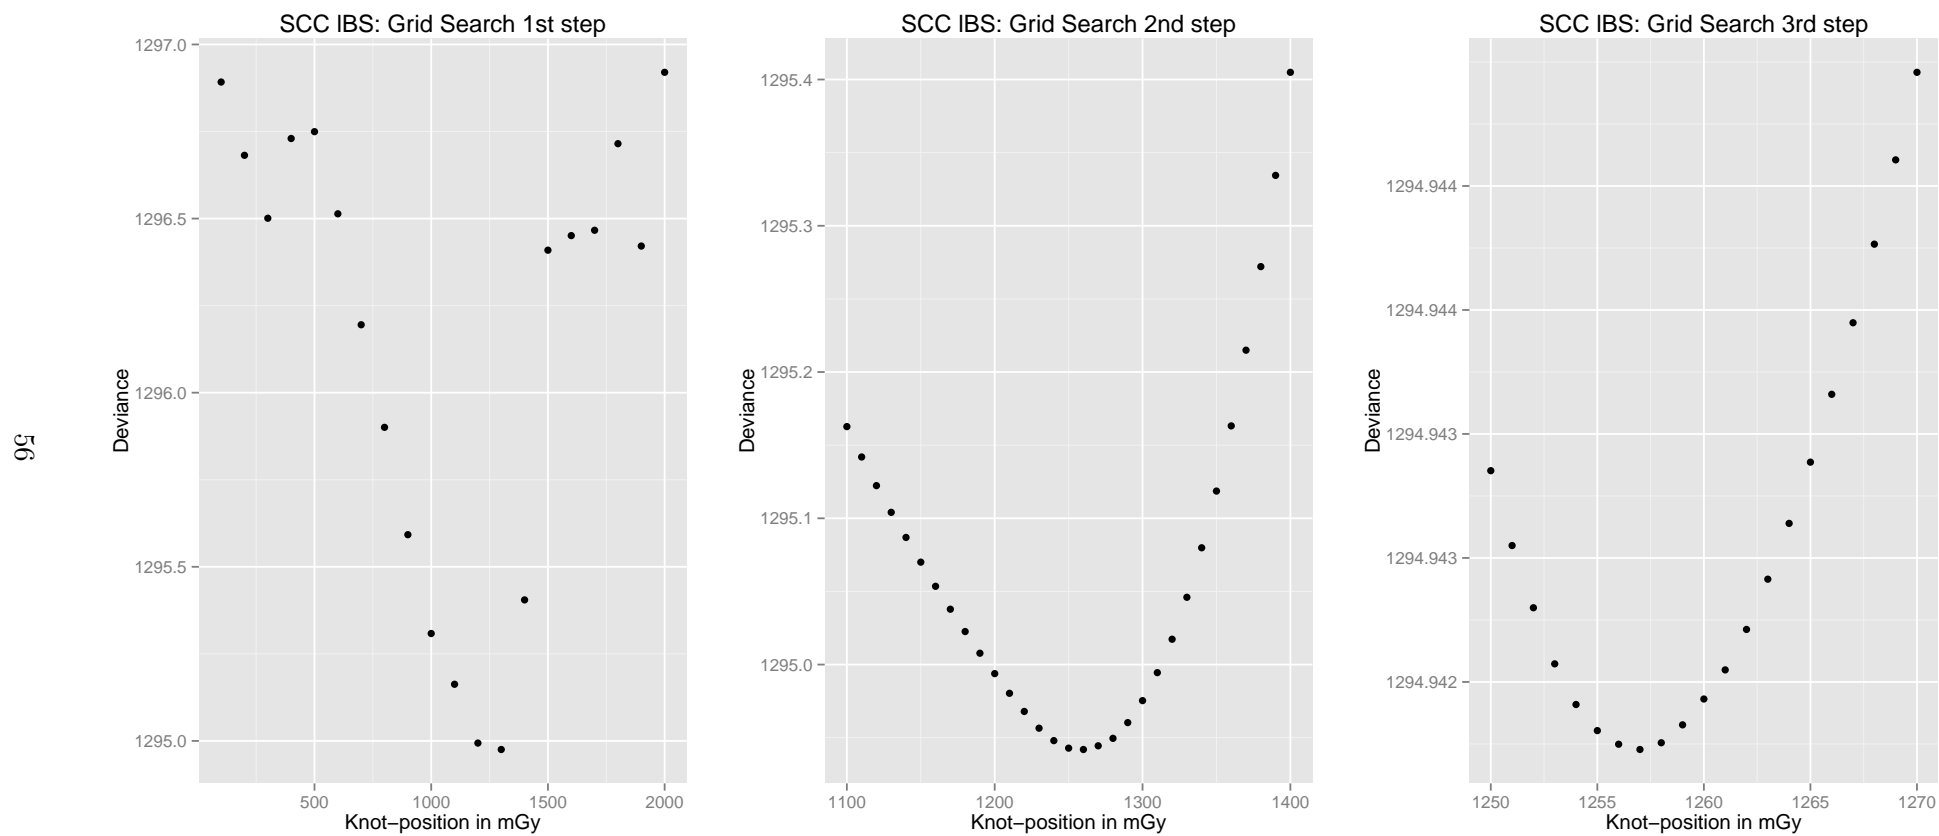 SCC IBS: Grid Search 1st step
1297.0
1296.5
1296.0
1295.5
1295.0
Deviance
500 1000 1500 2000
Knot−position in mGy
SCC IBS: Grid Search 2nd step
1295.4
1295.3
1295.2
1295.1
1295.0
Deviance
1100 1200 1300 1400
Knot−position in mGy
SCC IBS: Grid Search 3rd step
1294.944
1294.944
1294.943
1294.943
1294.942
Deviance
1250 1255 1260 1265 1270
Knot−position in mGy
56